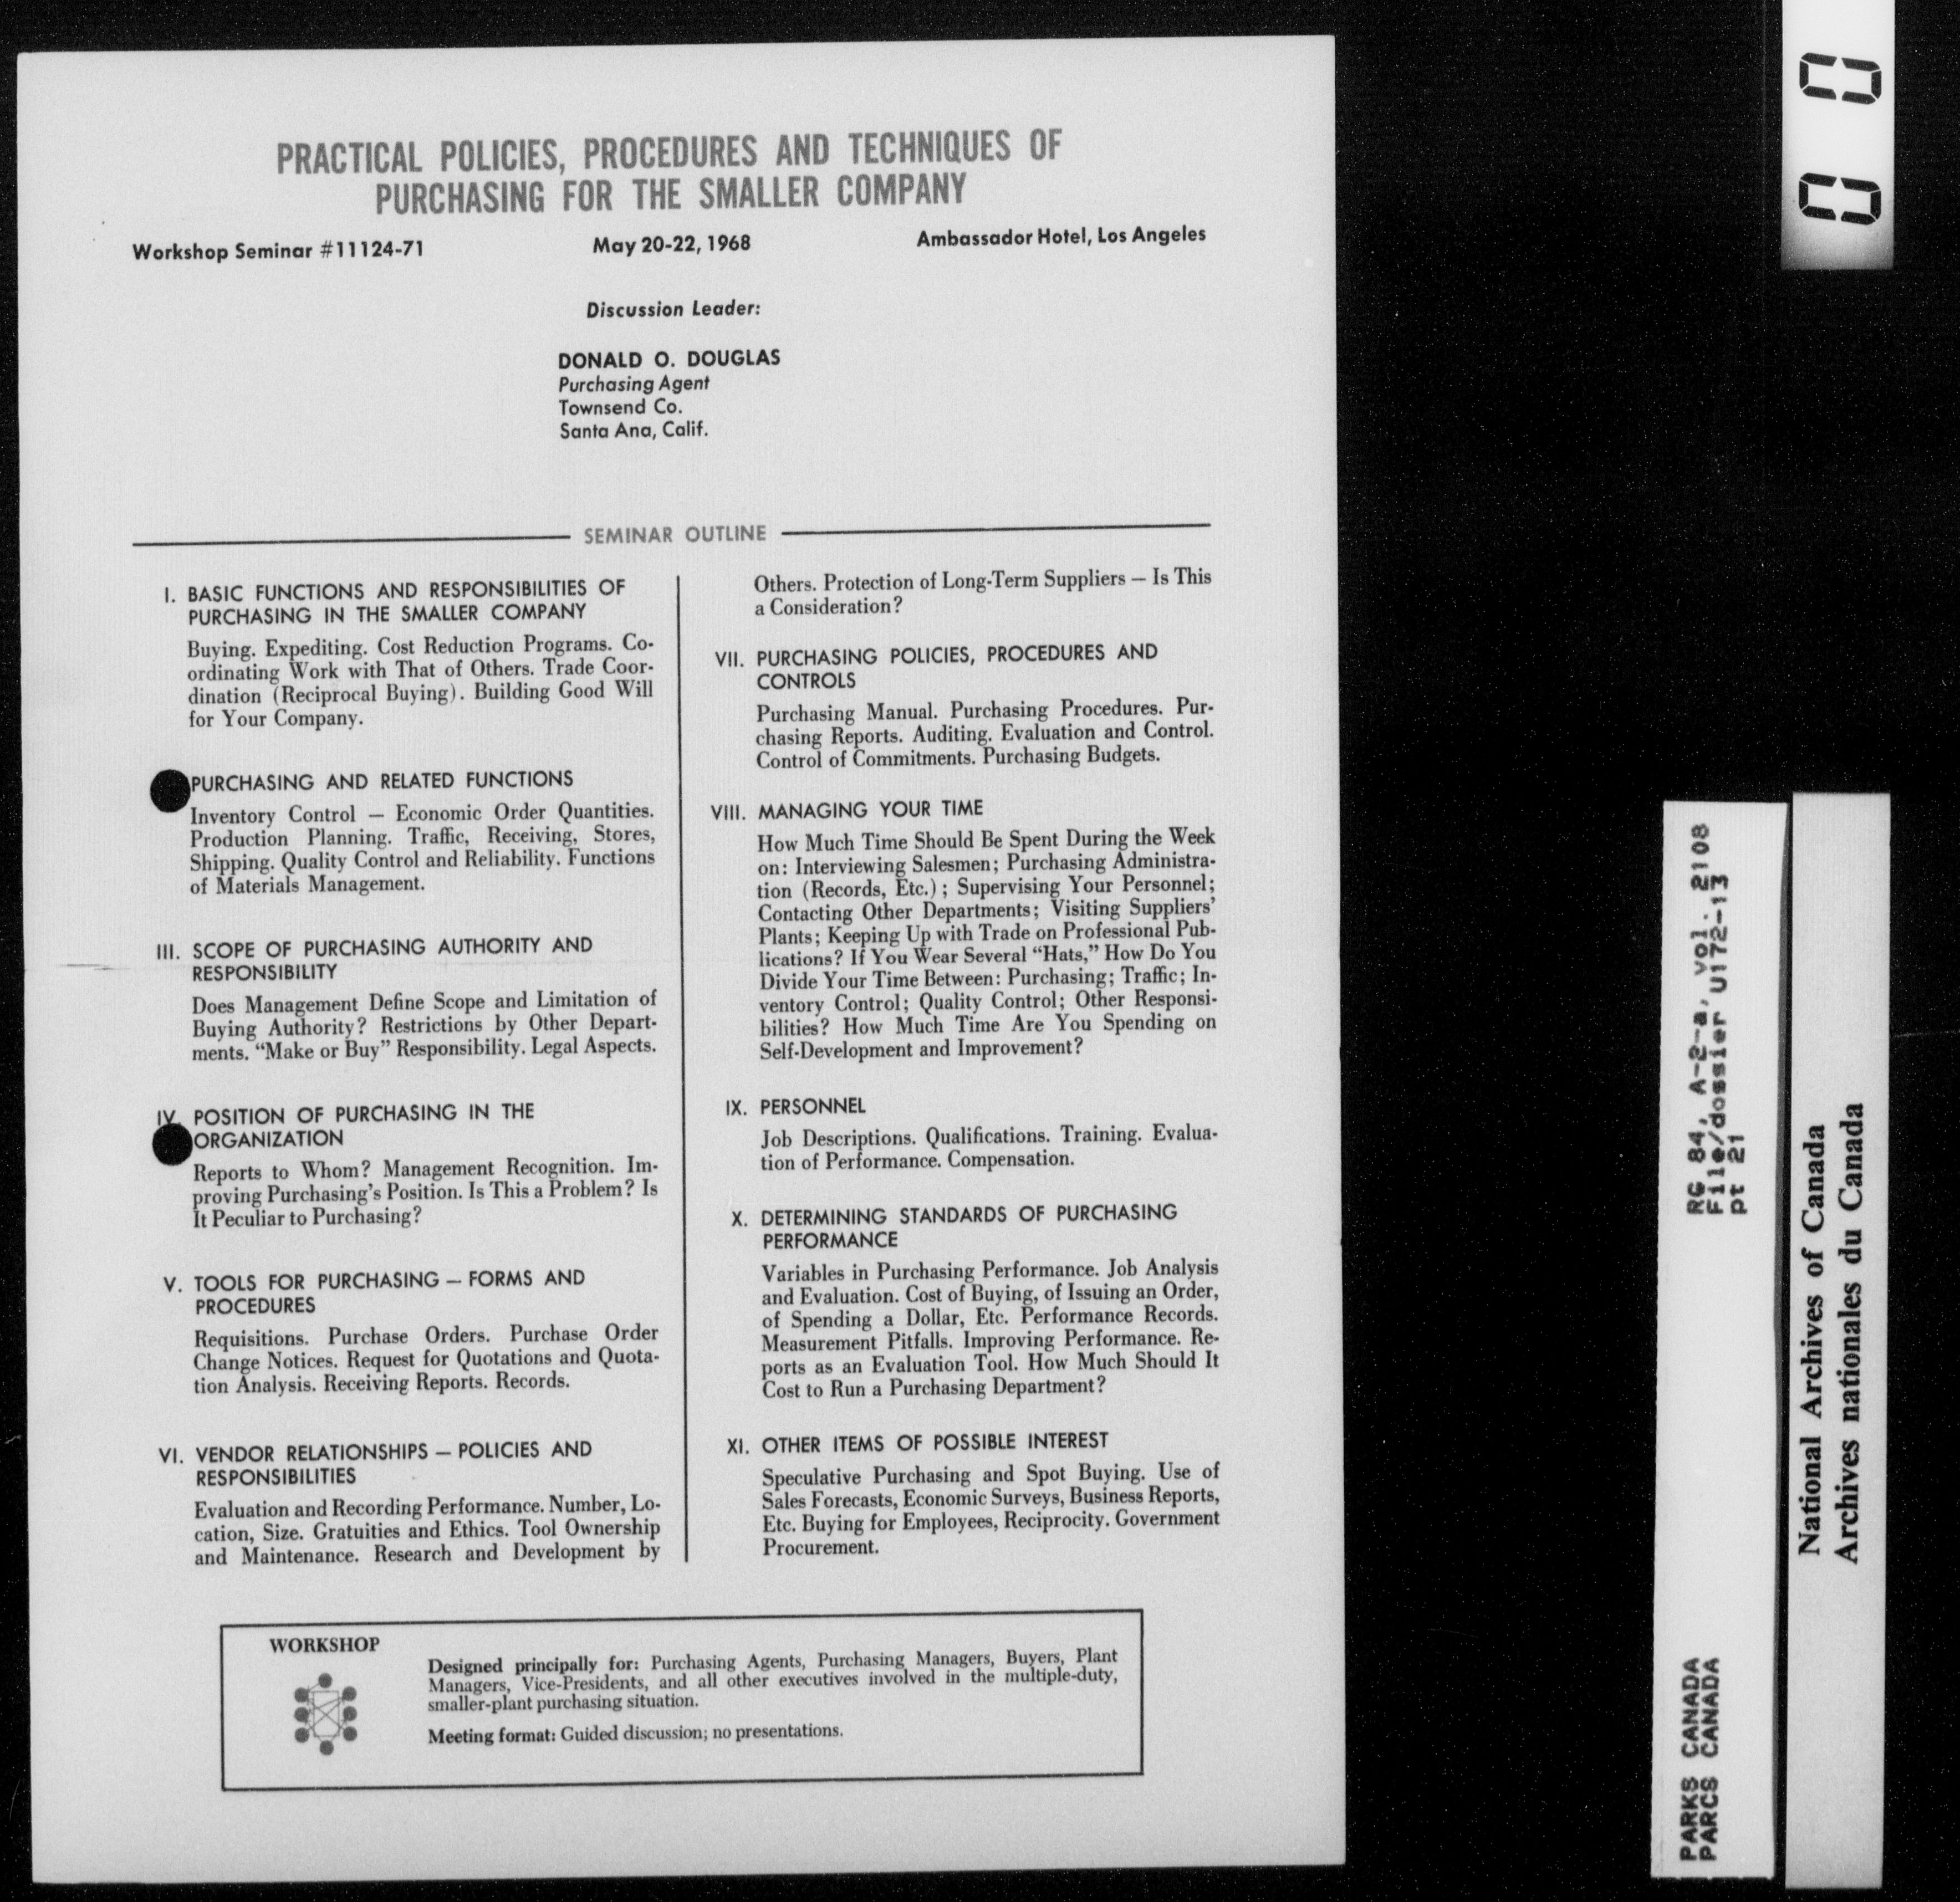 PRACTICAL POLICIES, PROCEDURES AND TECHNIQUES OF
PURCHASING FOR THE SMALLER COMPANY
Workshop Seminar #11124-71
May 20-22, 1968
Ambassador Hotel, Los Angeles
Discussion Leader:
DONALD O. DOUGLAS
Purchasing Agent
Townsend Co.
Santa Ana, Calif.
SEMINAR OUTLINE
I. BASIC FUNCTIONS AND RESPONSIBILITIES OF
PURCHASING IN THE SMALLER COMPANY
Buying. Expediting. Cost Reduction Programs. Co-
ordinating Work with That of Others. Trade Coor-
dination (Reciprocal Buying). Building Good Will
for Your Company.
PURCHASING AND RELATED FUNCTIONS
Inventory Control — Economic Order Quantities.
Production Planning. Traffic, Receiving, Stores,
Shipping. Quality Control and Reliability. Functions
of Materials Management.
III. SCOPE OF PURCHASING AUTHORITY AND
RESPONSIBILITY
Does Management Define Scope and Limitation of
Buying Authority? Restrictions by Other Depart-
ments. “Make or Buy” Responsibility. Legal Aspects.
IV. POSITION OF PURCHASING IN THE
ORGANIZATION
Reports to Whom? Management Recognition. Im-
proving Purchasing's Position. Is This a Problem? Is
It Peculiar to Purchasing?
V. TOOLS FOR PURCHASING — FORMS AND
PROCEDURES
Requisitions. Purchase Orders. Purchase Order
Change Notices. Request for Quotations and Quota-
tion Analysis. Receiving Reports. Records.
VI. VENDOR RELATIONSHIPS — POLICIES AND
RESPONSIBILITIES
Evaluation and Recording Performance. Number, Lo-
cation, Size. Gratuities and Ethics. Tool Ownership
and Maintenance. Research and Development by
Others. Protection of Long-Term Suppliers — Is This
a Consideration?
VII. PURCHASING POLICIES, PROCEDURES AND
CONTROLS
Purchasing Manual. Purchasing Procedures. Pur-
chasing Reports. Auditing. Evaluation and Control.
Control of Commitments. Purchasing Budgets.
VIII. MANAGING YOUR TIME
How Much Time Should Be Spent During the Week
on: Interviewing Salesmen; Purchasing Administra-
tion (Records, Etc.); Supervising Your Personnel;
Contacting Other Departments; Visiting Suppliers'
Plants; Keeping Up with Trade on Professional Pub-
lications? If You Wear Several “Hats,” How Do You
Divide Your Time Between: Purchasing; Traffic; In-
ventory Control; Quality Control; Other Responsi-
bilities? How Much Time Are You Spending on
Self-Development and Improvement?
IX. PERSONNEL
Job Descriptions. Qualifications. Training. Evalua-
tion of Performance. Compensation.
X. DETERMINING STANDARDS OF PURCHASING
PERFORMANCE
Variables in Purchasing Performance. Job Analysis
and Evaluation. Cost of Buying, of Issuing an Order,
of Spending a Dollar, Etc. Performance Records.
Measurement Pitfalls. Improving Performance. Re-
ports as an Evaluation Tool. How Much Should It
Cost to Run a Purchasing Department?
XI. OTHER ITEMS OF POSSIBLE INTEREST
Speculative Purchasing and Spot Buying. Use of
Sales Forecasts, Economic Surveys, Business Reports,
Etc. Buying for Employees, Reciprocity. Government
Procurement.
WORKSHOP
Designed principally for: Purchasing Agents, Purchasing Managers, Buyers, Plant
Managers, Vice-Presidents, and all other executives involved in the multiple-duty,
smaller-plant purchasing situation.
Meeting format: Guided discussion; no presentations.
00
RG 84, A-2-a, vol. 2108
File/dossier U172-13
pt 21
PARKS CANADA
PARCS CANADA
National Archives of Canada
Archives nationales du Canada